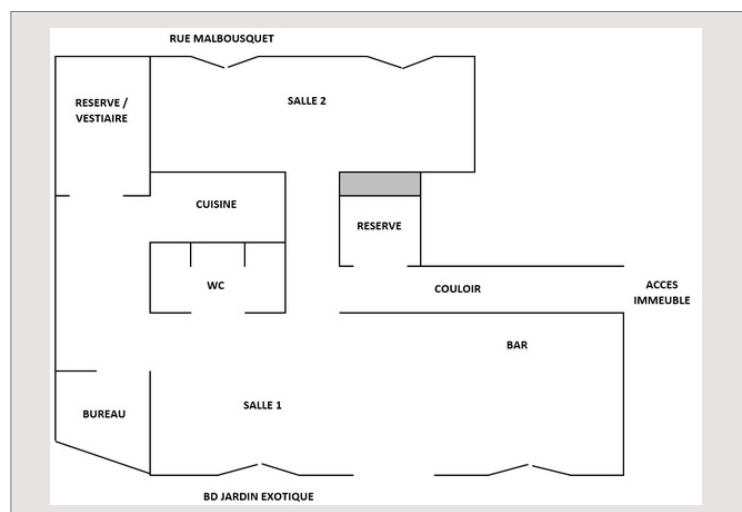 RUE MALBOUSQUET
RESERVE /
VESTIAIRE
SALLE 2
CUISINE
RESERVE
WC
COULOIR
ACCES
IMMEUBLE
BAR
SALLE 1
BUREAU
BD JARDIN EXOTIQUE